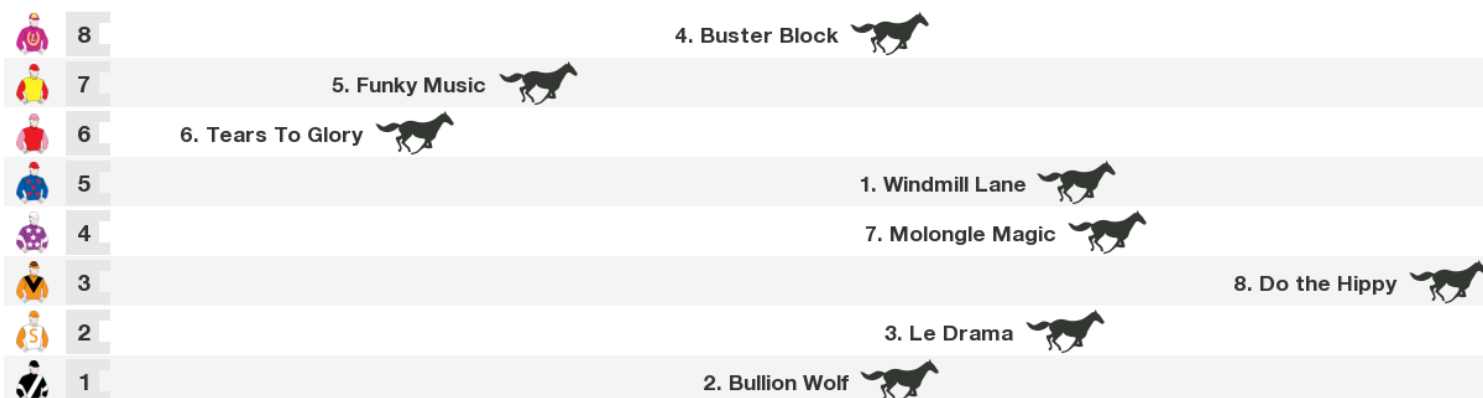 8 4. Buster Block
7 5. Funky Music
6 6. Tears To Glory
5 1. Windmill Lane
4 7. Molongle Magic
3 8. Do the Hippy
S 2 3. Le Drama
1 2. Bullion Wolf